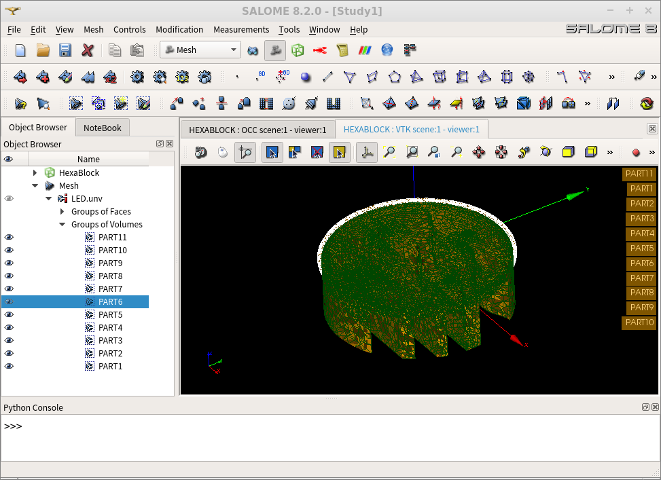 SALOME 8.2.0 - [Study1]
File Edit View Mesh Controls Modification Measurements Tools Window Help
SALOME 8
Mesh
Object Browser NoteBook
HEXABLOCK : OCC scene:1 - viewer:1 HEXABLOCK : VTK scene:1 - viewer:1
Object Browser
Name
HexaBlock
Mesh
LED.unv
Groups of Faces
Groups of Volumes
PART11
PART10
PART9
PART8
PART7
PART6
PART5
PART4
PART3
PART2
PART1
PART11
PART1
PART2
PART3
PART4
PART5
PART6
PART7
PART8
PART9
PART10
Python Console
>>>